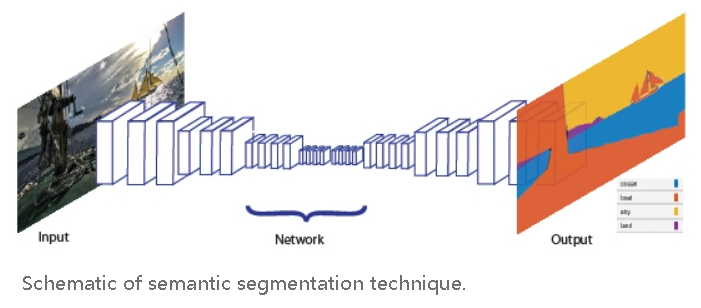 Input
Network
Output
ocean
boat
sky
land
Schematic of semantic segmentation technique.